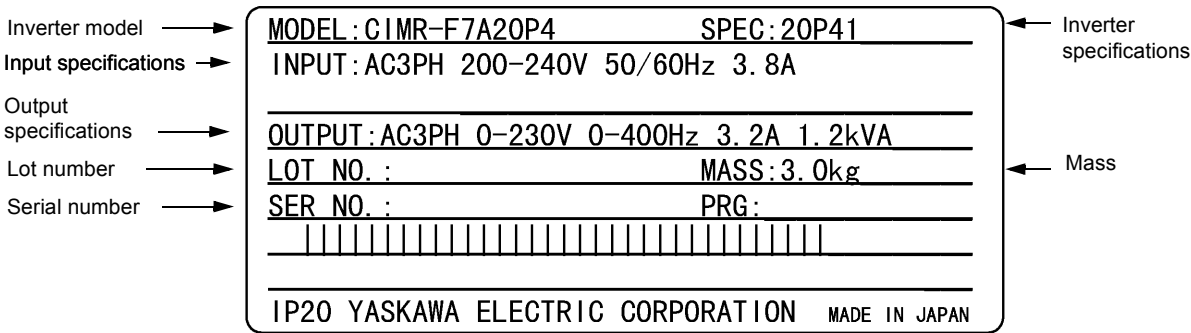 Inverter model
MODEL:CIMR-F7A20P4 SPEC:20P41
Inverter
specifications
Input specifications
INPUT:AC3PH 200-240V 50/60Hz 3.8A
Output
specifications
OUTPUT:AC3PH 0-230V 0-400Hz 3.2A 1.2kVA
Lot number
LOT NO.: MASS:3.0kg
Mass
Serial number
SER NO.: PRG:
IP20 YASKAWA ELECTRIC CORPORATION MADE IN JAPAN